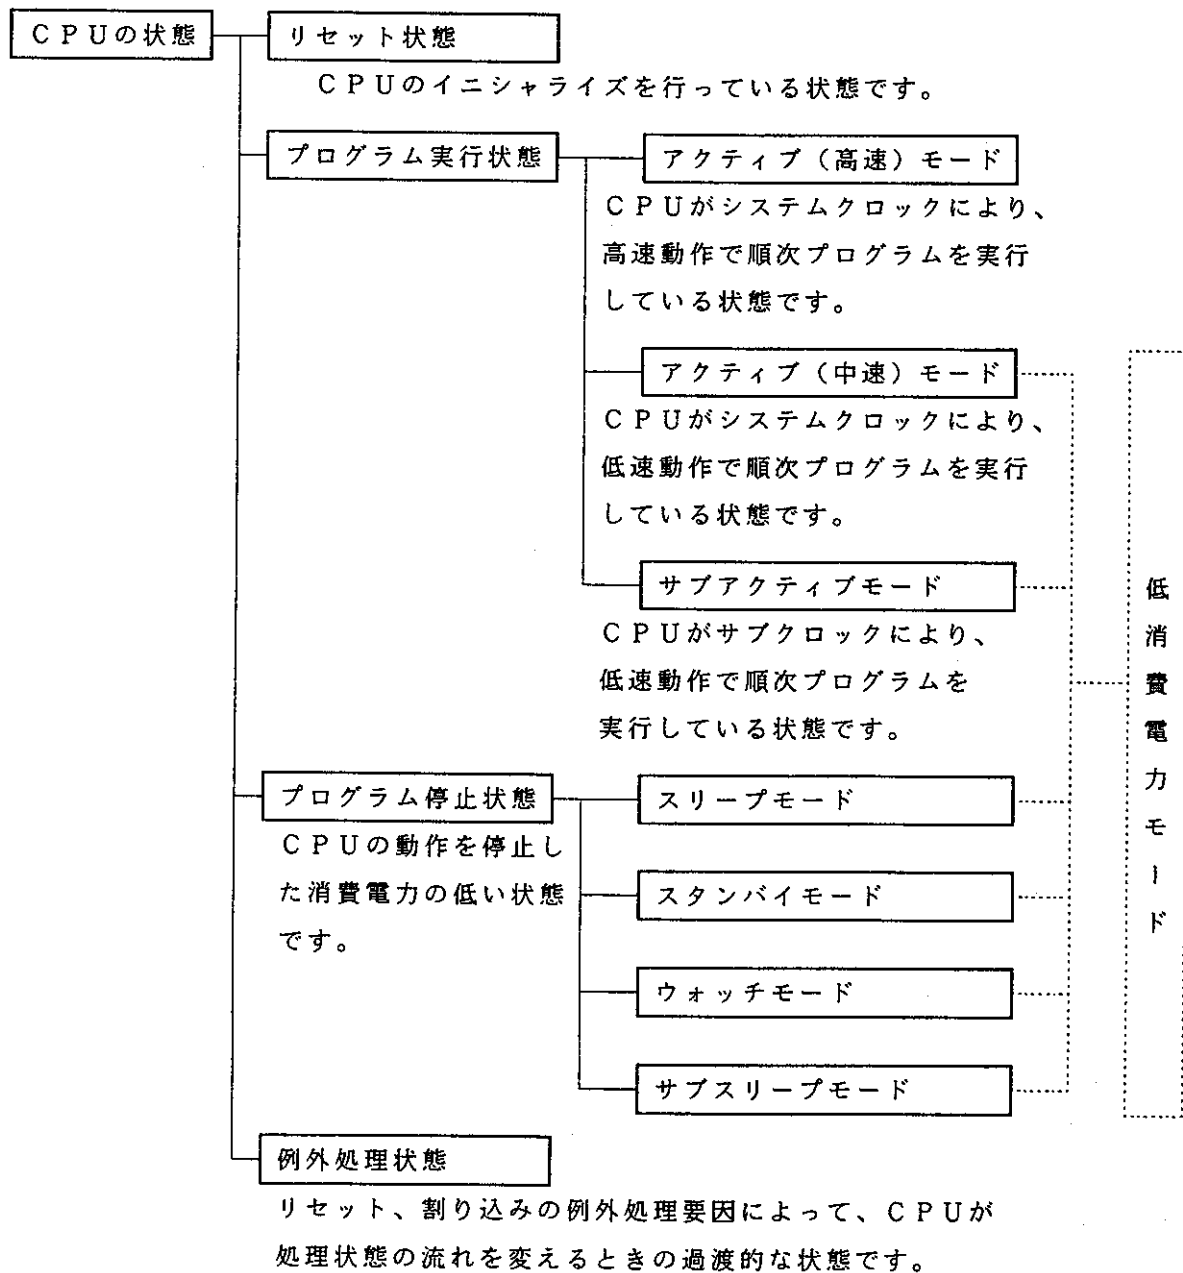 CPUの状態
リセット状態
CPUのイニシャライズを行っている状態です。
プログラム実行状態
アクティブ（高速）モード
CPUがシステムクロックにより、
高速動作で順次プログラムを実行
している状態です。
アクティブ（中速）モード
CPUがシステムクロックにより、
低速動作で順次プログラムを実行
している状態です。
サブアクティブモード
CPUがサブクロックにより、
低速動作で順次プログラムを
実行している状態です。
低消費電力モード
プログラム停止状態
CPUの動作を停止し
た消費電力の低い状態
です。
スリープモード
スタンバイモード
ウォッチモード
サブスリープモード
例外処理状態
リセット、割り込みの例外処理要因によって、CPUが
処理状態の流れを変えるときの過渡的な状態です。